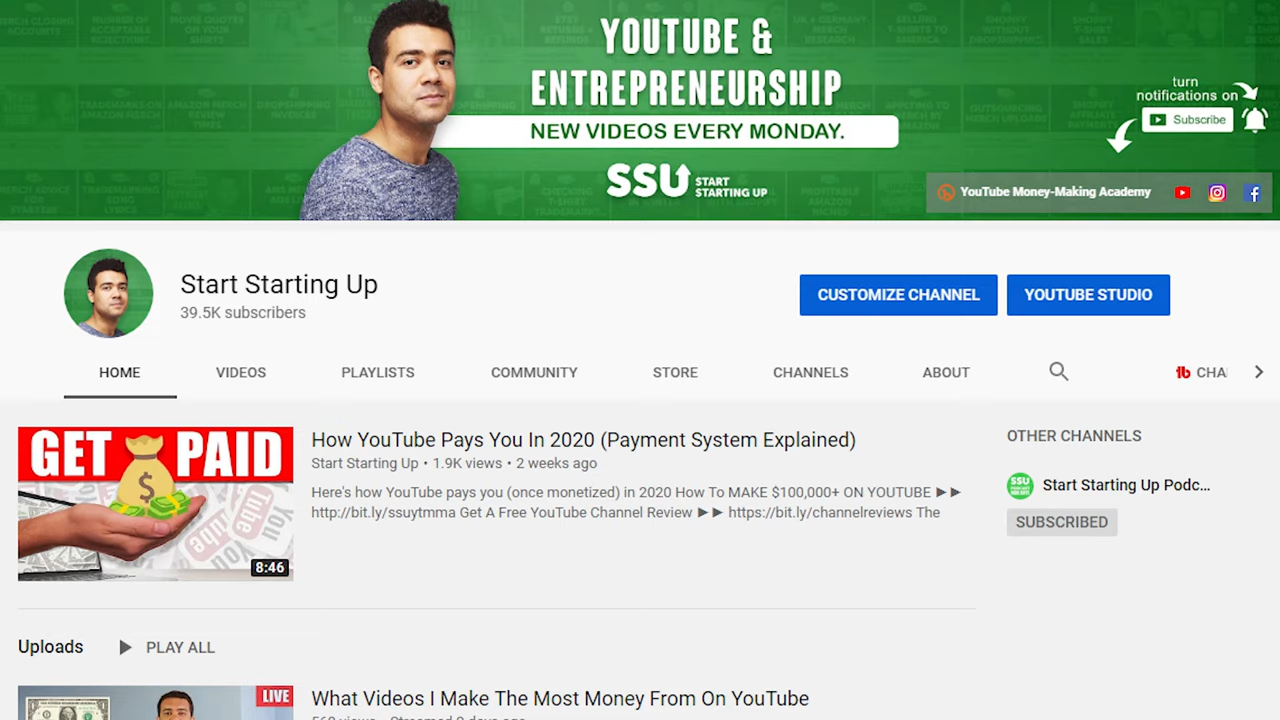 YOUTUBE &
ENTREPRENEURSHIP
NEW VIDEOS EVERY MONDAY.
SSU START
STARTING UP
turn
notifications on
Subscribe
YouTube Money-Making Academy
Start Starting Up
39.5K subscribers
CUSTOMIZE CHANNEL
YOUTUBE STUDIO
HOME
VIDEOS
PLAYLISTS
COMMUNITY
STORE
CHANNELS
ABOUT
CHA
GET PAID
$
You Tube
8:46
How YouTube Pays You In 2020 (Payment System Explained)
Start Starting Up • 1.9K views • 2 weeks ago
Here's how YouTube pays you (once monetized) in 2020 How To MAKE $100,000+ ON YOUTUBE ►►
http://bit.ly/ssuytmma Get A Free YouTube Channel Review ►► https://bit.ly/channelreviews The
OTHER CHANNELS
Start Starting Up Podc...
SUBSCRIBED
Uploads
PLAY ALL
LIVE
What Videos I Make The Most Money From On YouTube